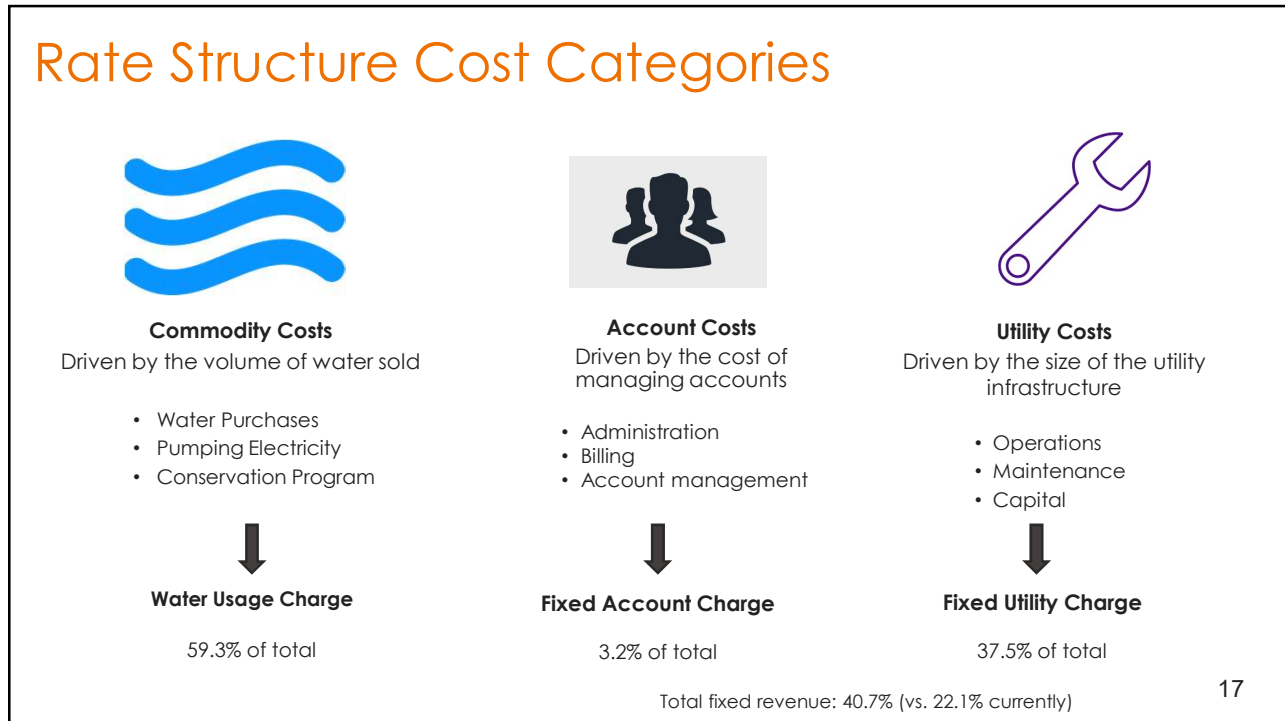 Rate Structure Cost Categories
Commodity Costs
Driven by the volume of water sold
• Water Purchases
• Pumping Electricity
• Conservation Program
Water Usage Charge
59.3% of total
Account Costs
Driven by the cost of
managing accounts
• Administration
• Billing
• Account management
Fixed Account Charge
3.2% of total
Utility Costs
Driven by the size of the utility
infrastructure
• Operations
• Maintenance
• Capital
Fixed Utility Charge
37.5% of total
Total fixed revenue: 40.7% (vs. 22.1% currently)
17